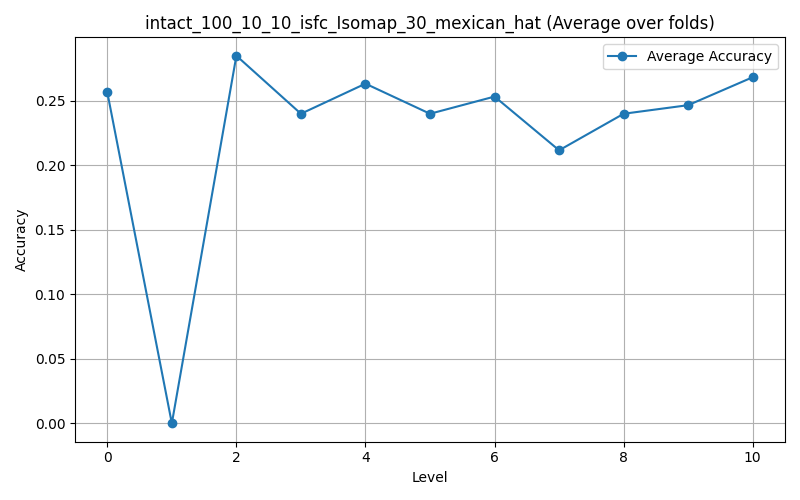 intact_100_10_10_isfc_Isomap_30_mexican_hat (Average over folds)
Average Accuracy
Accuracy
0.25
0.20
0.15
0.10
0.05
0.00
0 2 4 6 8 10
Level